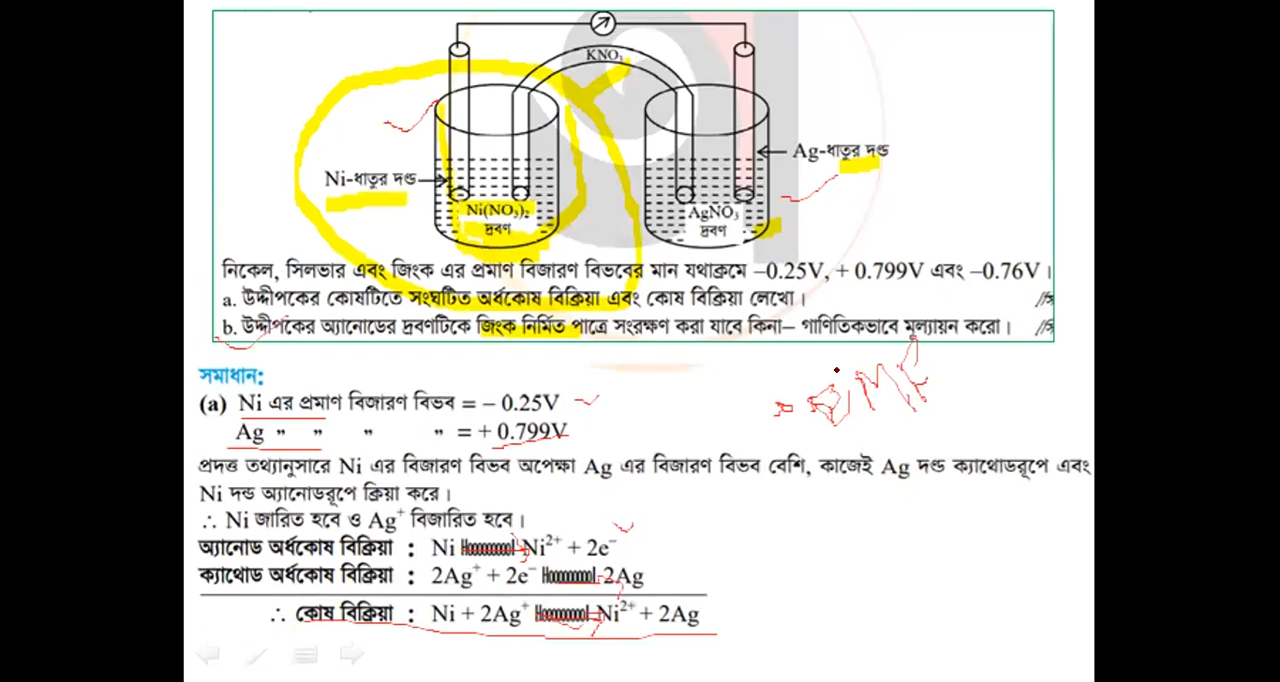 KNO₃
Ni-ধাতুর দণ্ড
Ag-ধাতুর দণ্ড
Ni(NO₃)₂
দ্রবণ
AgNO₃
দ্রবণ
নিকেল, সিলভার এবং জিংক এর প্রমাণ বিজারণ বিভবের মান যথাক্রমে –0.25V, + 0.799V এবং –0.76V।
a. উদ্দীপকের কোষটিতে সংঘটিত অর্ধকোষ বিক্রিয়া এবং কোষ বিক্রিয়া লেখো।
b. উদ্দীপকের অ্যানোডের দ্রবণটিকে জিংক নির্মিত পাত্রে সংরক্ষণ করা যাবে কিনা– গাণিতিকভাবে মূল্যায়ন করো।
= EMF
সমাধান:
(a) Ni এর প্রমাণ বিজারণ বিভব = – 0.25V
Ag " " " " = + 0.799V
প্রদত্ত তথ্যানুসারে Ni এর বিজারণ বিভব অপেক্ষা Ag এর বিজারণ বিভব বেশি, কাজেই Ag দণ্ড ক্যাথোডরূপে এবং
Ni দন্ড অ্যানোডরূপে ক্রিয়া করে।
∴ Ni জারিত হবে ও Ag⁺ বিজারিত হবে।
অ্যানোড অর্ধকোষ বিক্রিয়া : Ni → Ni²⁺ + 2e⁻
ক্যাথোড অর্ধকোষ বিক্রিয়া : 2Ag⁺ + 2e⁻ → 2Ag
∴ কোষ বিক্রিয়া : Ni + 2Ag⁺ → Ni²⁺ + 2Ag